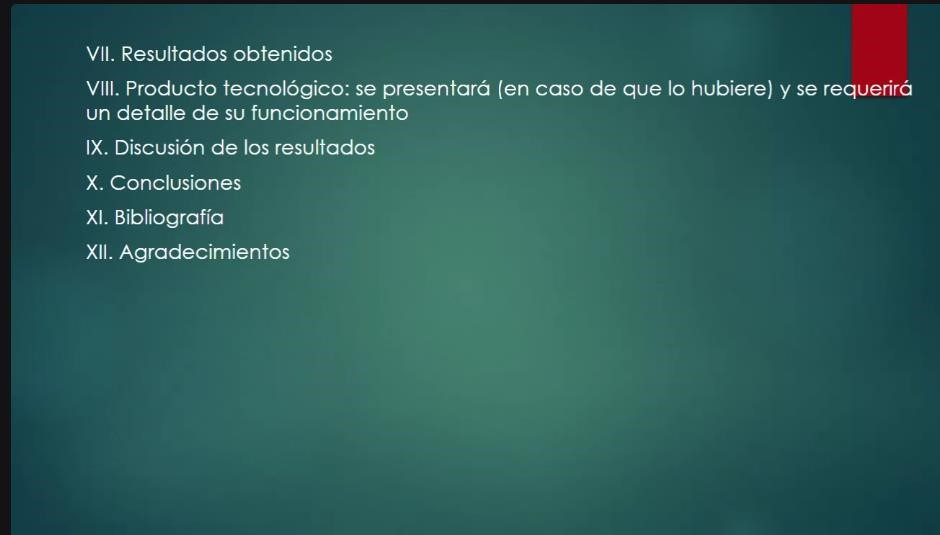 VII. Resultados obtenidos
VIII. Producto tecnológico: se presentará (en caso de que lo hubiere) y se requerirá
un detalle de su funcionamiento
IX. Discusión de los resultados
X. Conclusiones
XI. Bibliografía
XII. Agradecimientos